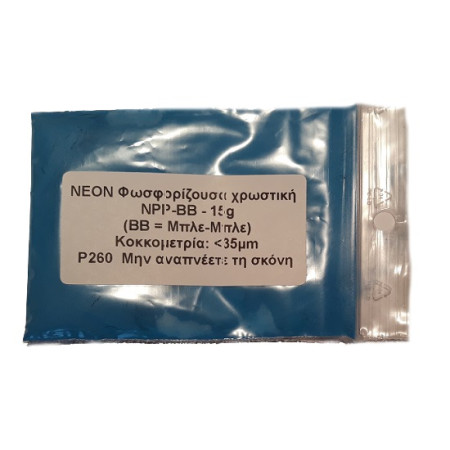 NEON Φωσφορίζουσα χρωστική
NPP-BB - 15g
(BB = Μπλε-Μπλε)
Κοκκομετρία: <35μm
P260 Μην αναπνέετε τη σκόνη